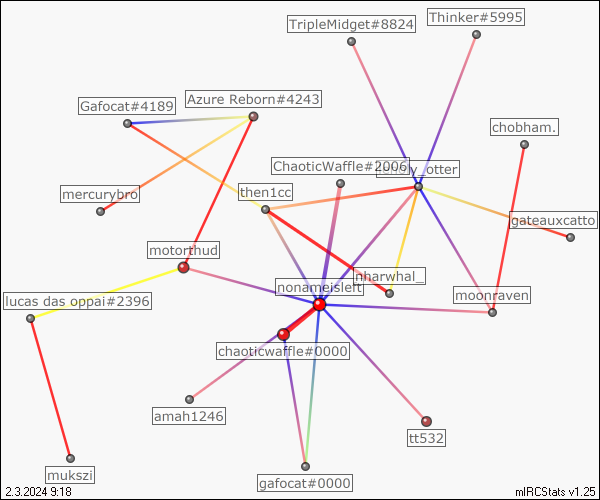 TripleMidget#8824
Thinker#5995
Gafocat#4189
Azure Reborn#4243
chobham.
ChaoticWaffle#2006
y_otter
mercurybro
then1cc
gateauxcatto
motorthud
nharwhal_
nonameisleft
moonraven
lucas das oppai#2396
chaoticwaffle#0000
amah1246
tt532
mukszi
gafocat#0000
2.3.2024 9:18
mIRCStats v1.25